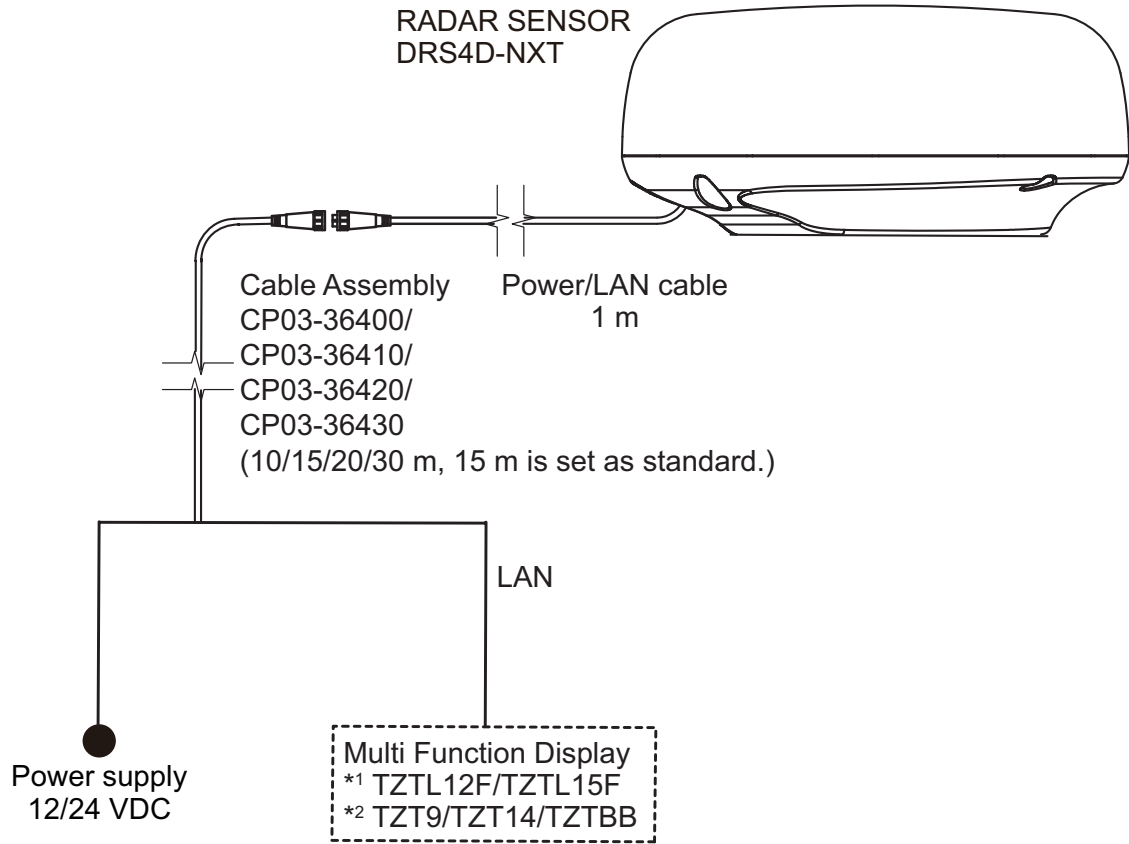 RADAR SENSOR
DRS4D-NXT
Cable Assembly
CP03-36400/
CP03-36410/
CP03-36420/
CP03-36430
(10/15/20/30 m, 15 m is set as standard.)
Power/LAN cable
1 m
LAN
Power supply
12/24 VDC
Multi Function Display
*1 TZTL12F/TZTL15F
*2 TZT9/TZT14/TZTBB